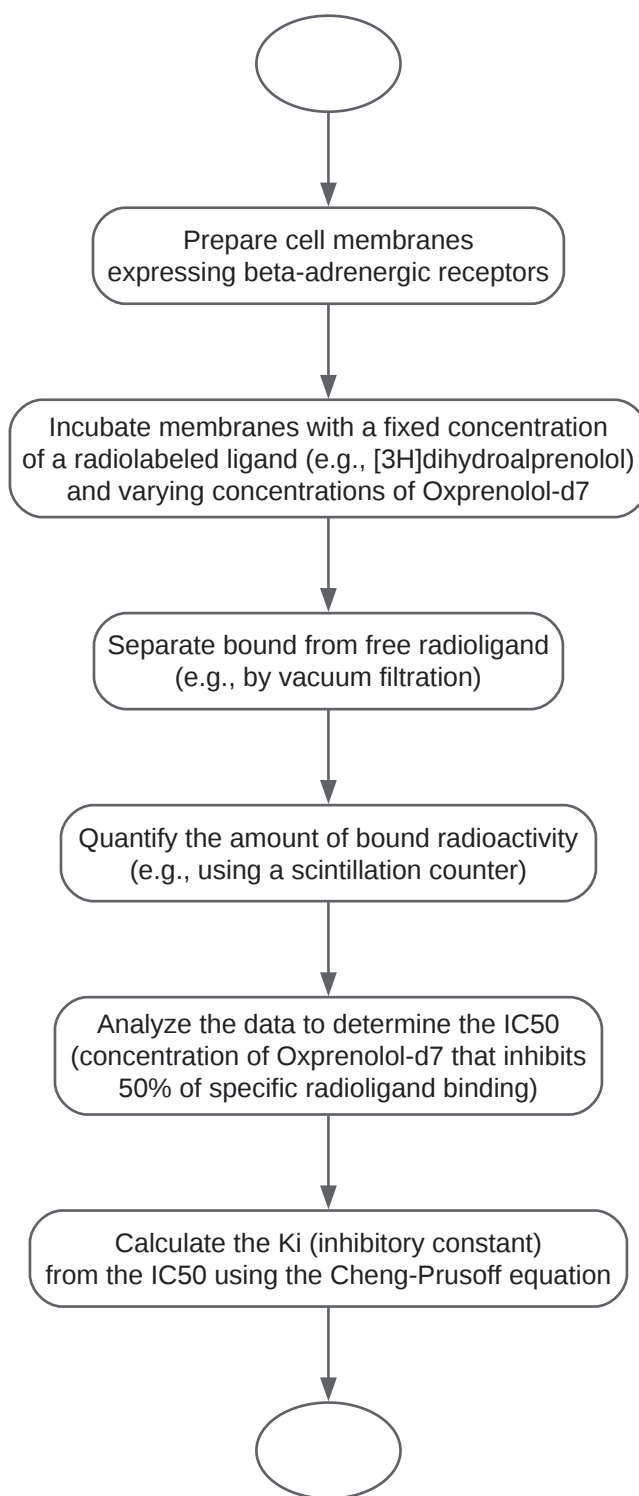 Prepare cell membranes
expressing beta-adrenergic receptors
Incubate membranes with a fixed concentration
of a radiolabeled ligand (e.g., [3H]dihydroalprenolol)
and varying concentrations of Oxprenolol-d7
Separate bound from free radioligand
(e.g., by vacuum filtration)
Quantify the amount of bound radioactivity
(e.g., using a scintillation counter)
Analyze the data to determine the IC50
(concentration of Oxprenolol-d7 that inhibits
50% of specific radioligand binding)
Calculate the Ki (inhibitory constant)
from the IC50 using the Cheng-Prusoff equation